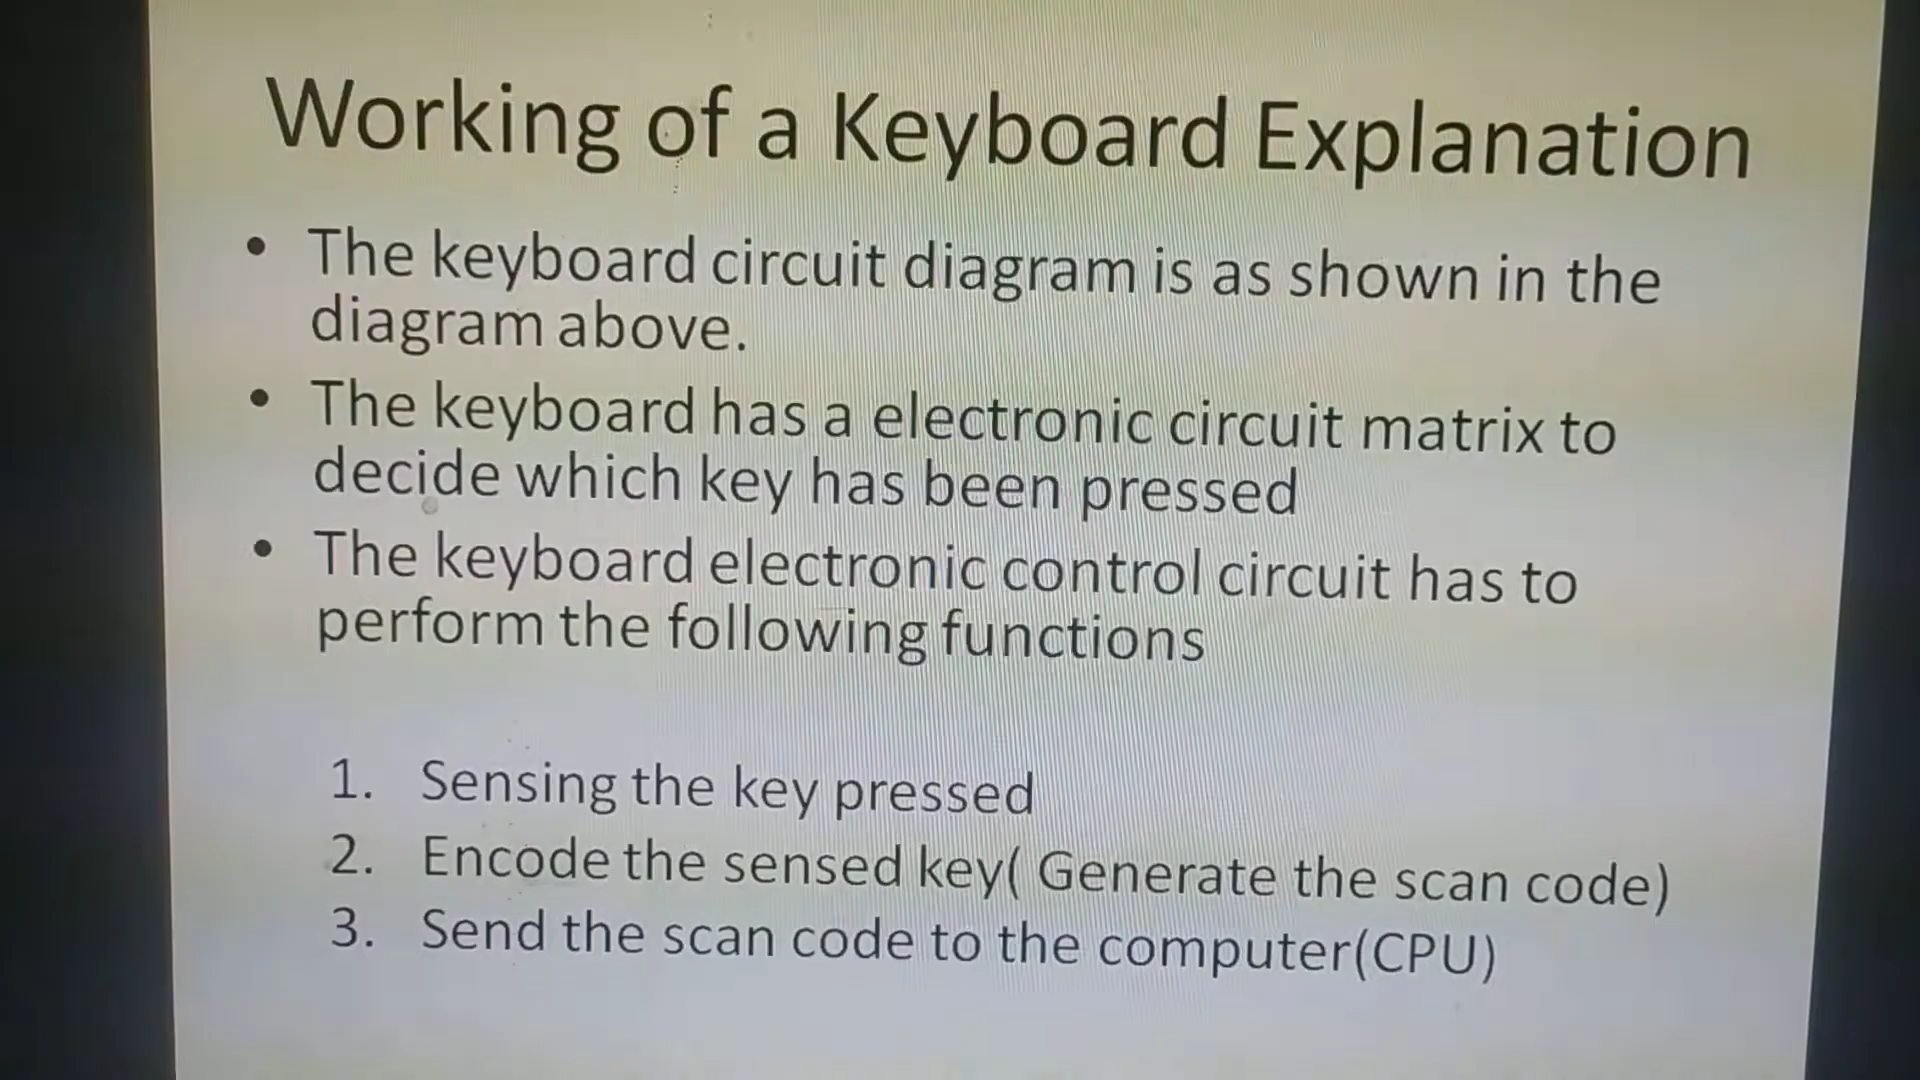 Working of a Keyboard Explanation
• The keyboard circuit diagram is as shown in the
diagram above.
• The keyboard has a electronic circuit matrix to
decide which key has been pressed
• The keyboard electronic control circuit has to
perform the following functions
1. Sensing the key pressed
2. Encode the sensed key( Generate the scan code)
3. Send the scan code to the computer(CPU)